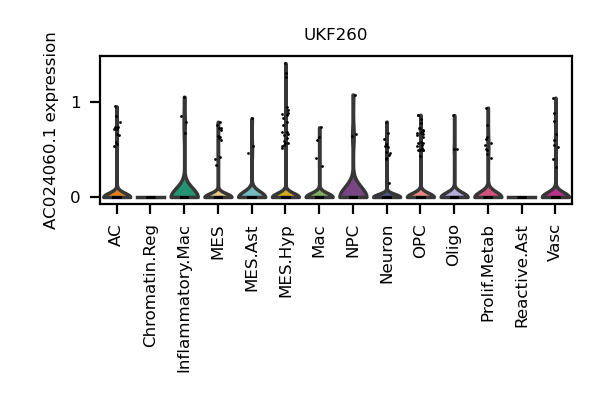 UKF260
AC024060.1 expression
1
0
AC
Chromatin.Reg
Inflammatory.Mac
MES
MES.Ast
MES.Hyp
Mac
NPC
Neuron
OPC
Oligo
Prolif.Metab
Reactive.Ast
Vasc